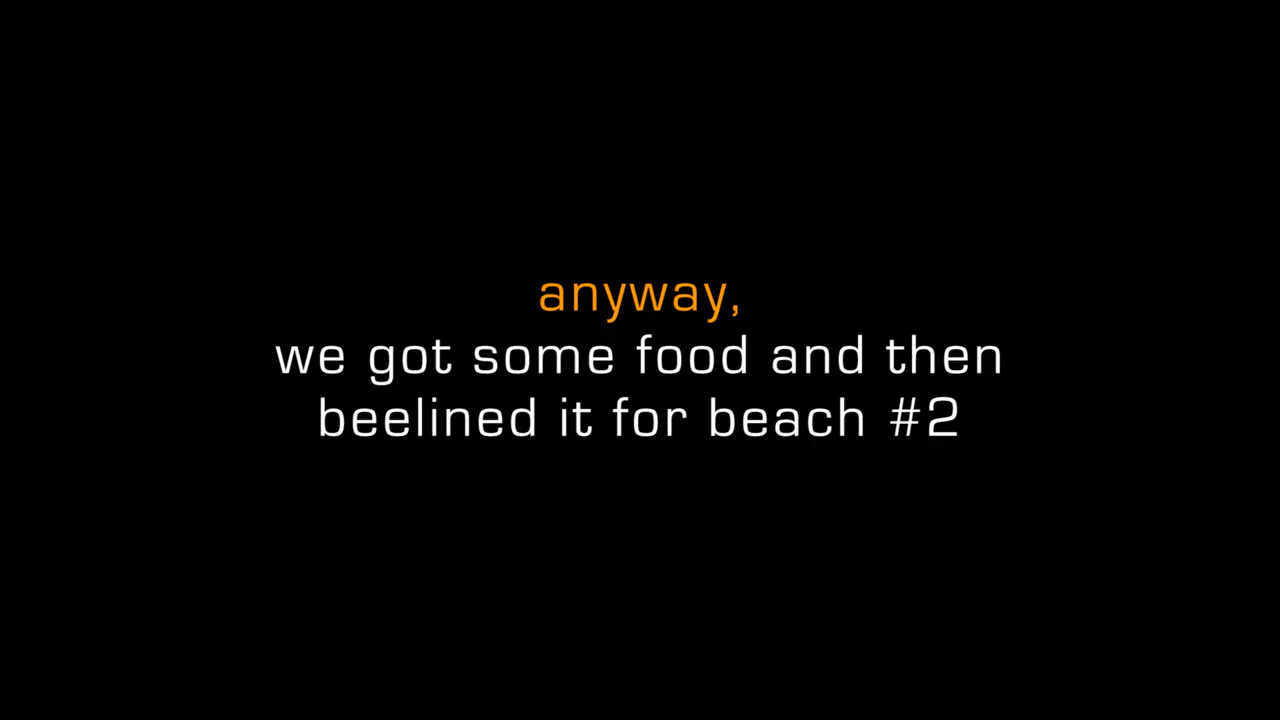 anyway,
we got some food and then
beelined it for beach #2